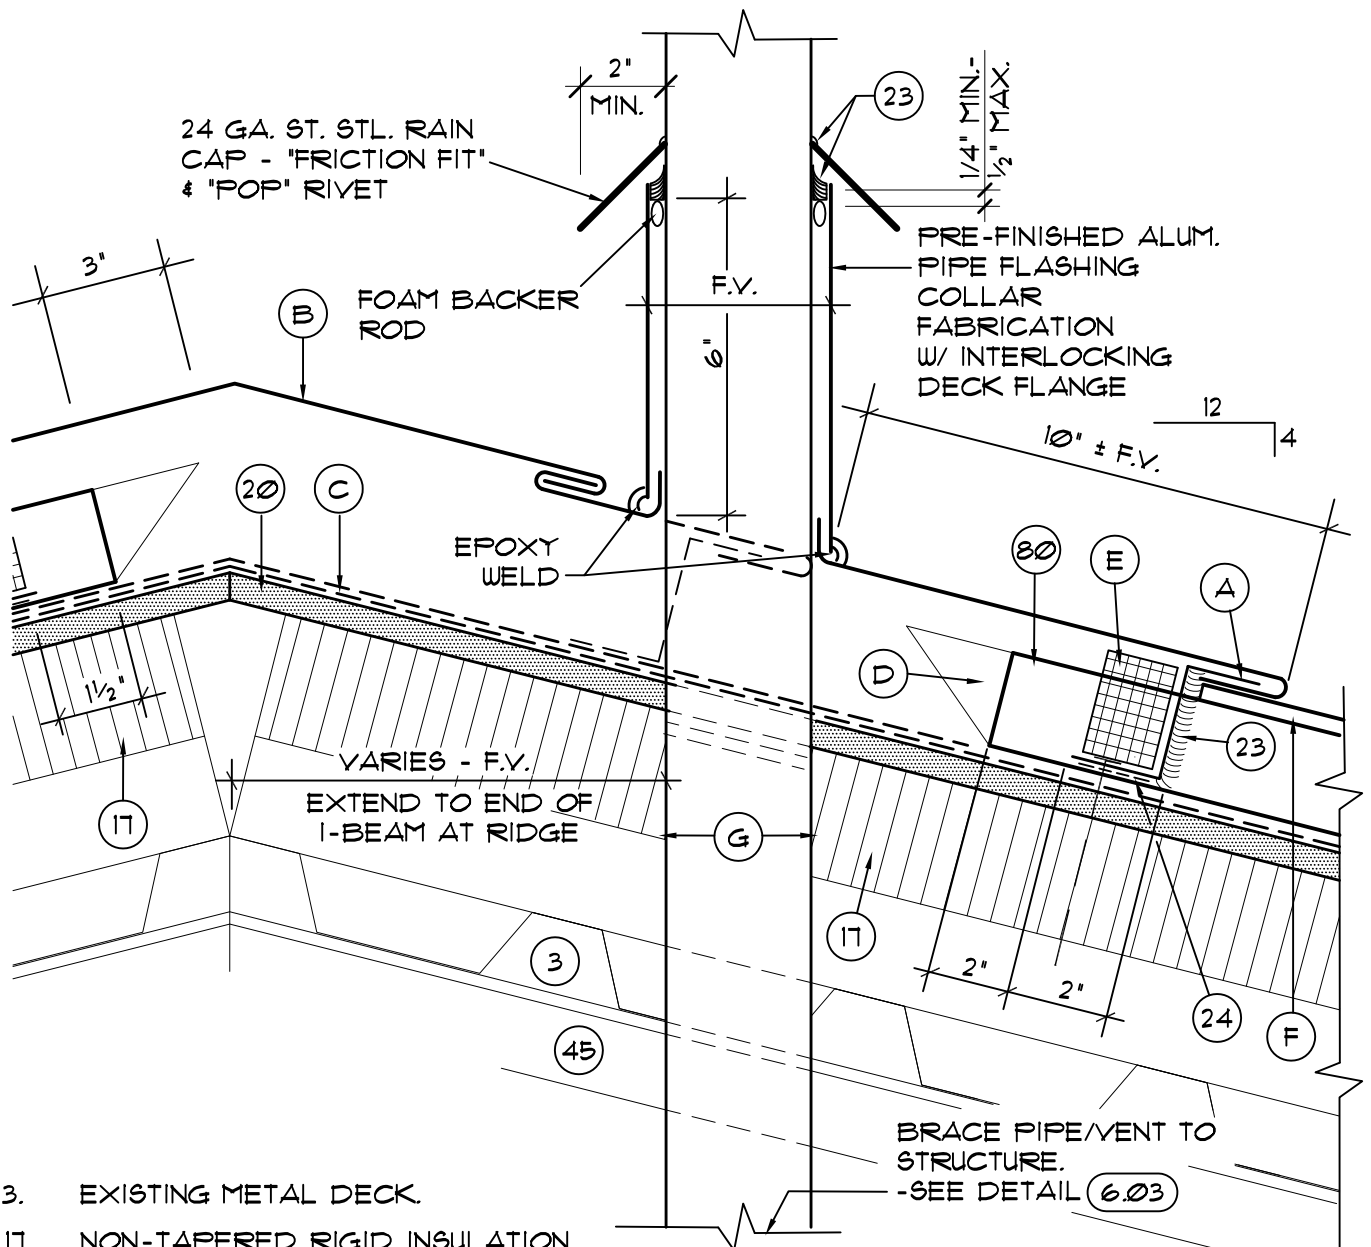 2"
MIN.
23
1/4" MIN.-
1/2" MAX.
24 GA. ST. STL. RAIN
CAP - "FRICTION FIT"
& "POP" RIVET
PRE-FINISHED ALUM.
PIPE FLASHING
COLLAR
FABRICATION
W/ INTERLOCKING
DECK FLANGE
3"
B
FOAM BACKER
ROD
F.V.
6"
12
4
10" ± F.V.
20
C
EPOXY
WELD
80
E
A
D
23
1 1/2"
VARIES - F.V.
EXTEND TO END OF
I-BEAM AT RIDGE
17
G
17
3
2"
2"
24
F
45
BRACE PIPE/VENT TO
STRUCTURE.
-SEE DETAIL 6.03
3. EXISTING METAL DECK.
17 NON-TAPERED RIGID INSULATION